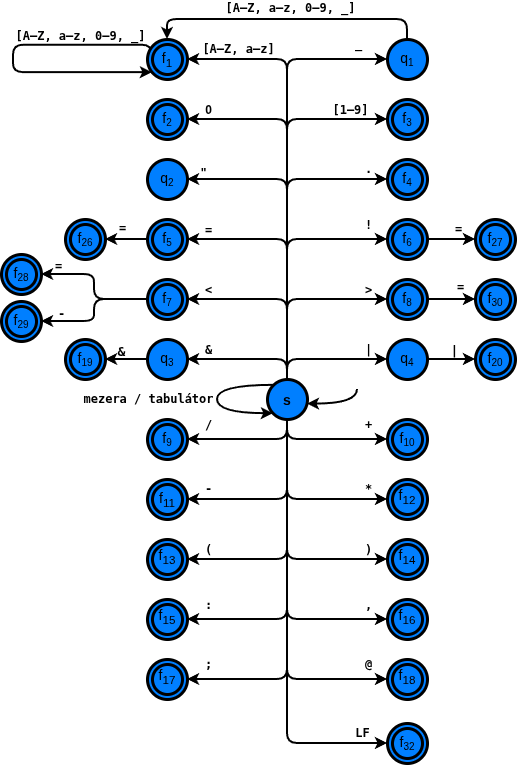 [A–Z, a–z, 0–9, _]
[A–Z, a–z, 0–9, _]
[A–Z, a–z]
_
f1
q1
0
[1–9]
f2
f3
"
.
q2
f4
=
=
!
=
f26
f5
f6
f27
=
<
>
=
f28
f7
f8
f30
-
f29
&
&
|
|
f19
q3
q4
f20
mezera / tabulátor
s
/
+
f9
f10
-
*
f11
f12
(
)
f13
f14
:
,
f15
f16
;
@
f17
f18
LF
f32